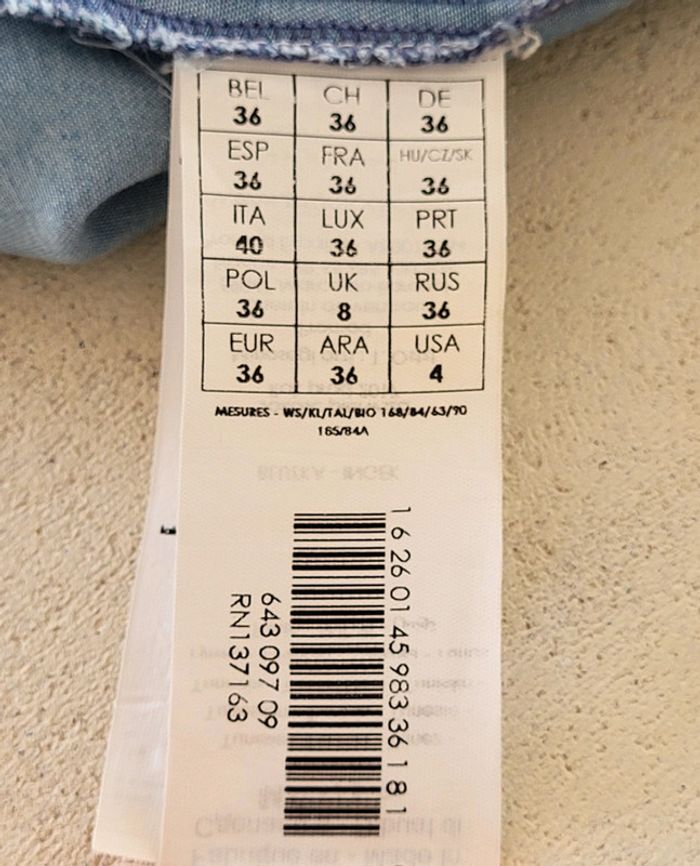 BEL CH DE
36 36 36
ESP FRA HU/CZ/SK
36 36 36
ITA LUX PRT
40 36 36
POL UK RUS
36 8 36
EUR ARA USA
36 36 4
MESURES - WS/KL/TAL/BIO 168/84/63/90
165/84A
1 6 26 01 45 98336 1 8 1
643 097 09
RN137163